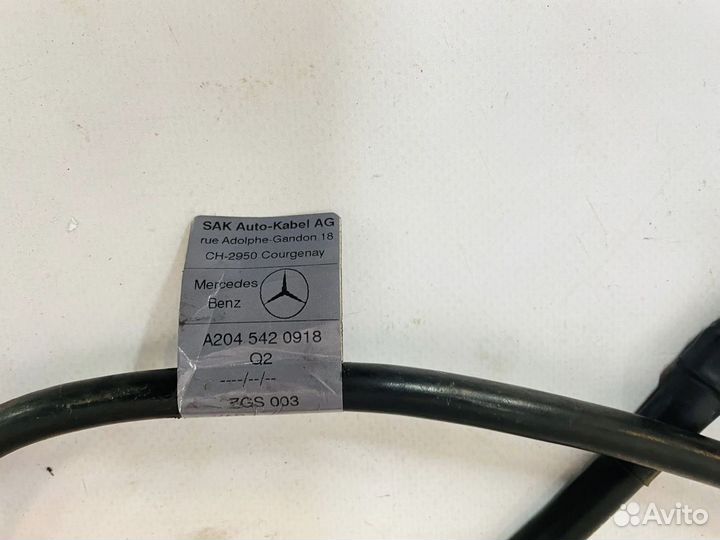 SAK Auto-Kabel AG
rue Adolphe-Gandon 18
CH-2950 Courgenay
Mercedes
Benz
A204 542 0918
Q2
----/--/--
ZGS 003
Avito